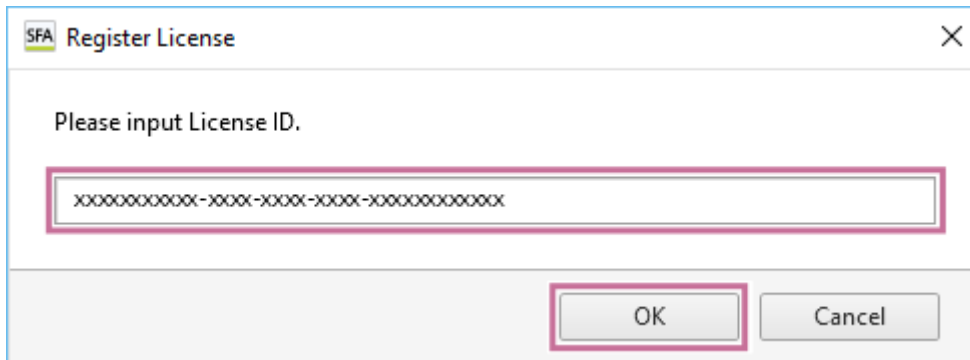 SFA Register License
Please input License ID.
xxxxxxxxxxx-xxxx-xxxx-xxxx-xxxxxxxxxxxx
OK Cancel